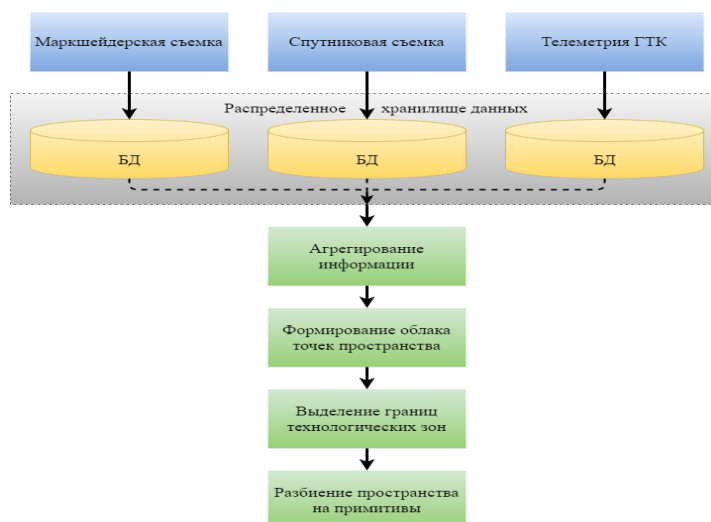 Маркшейдерская съемка
Спутниковая съемка
Телеметрия ГТК
Распределенное хранилище данных
БД
БД
БД
Агрегирование
информации
Формирование облака
точек пространства
Выделение границ
технологических зон
Разбиение пространства
на примитивы